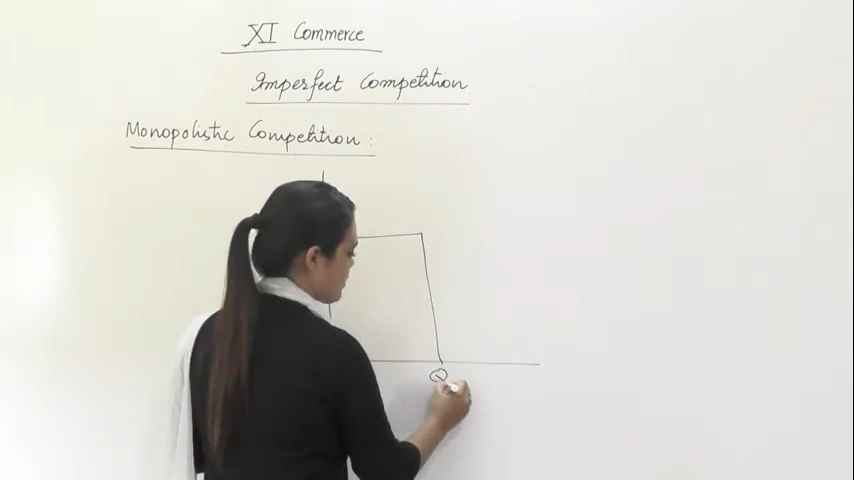 XI Commerce
Imperfect Competition
Monopolistic Competition :
Q